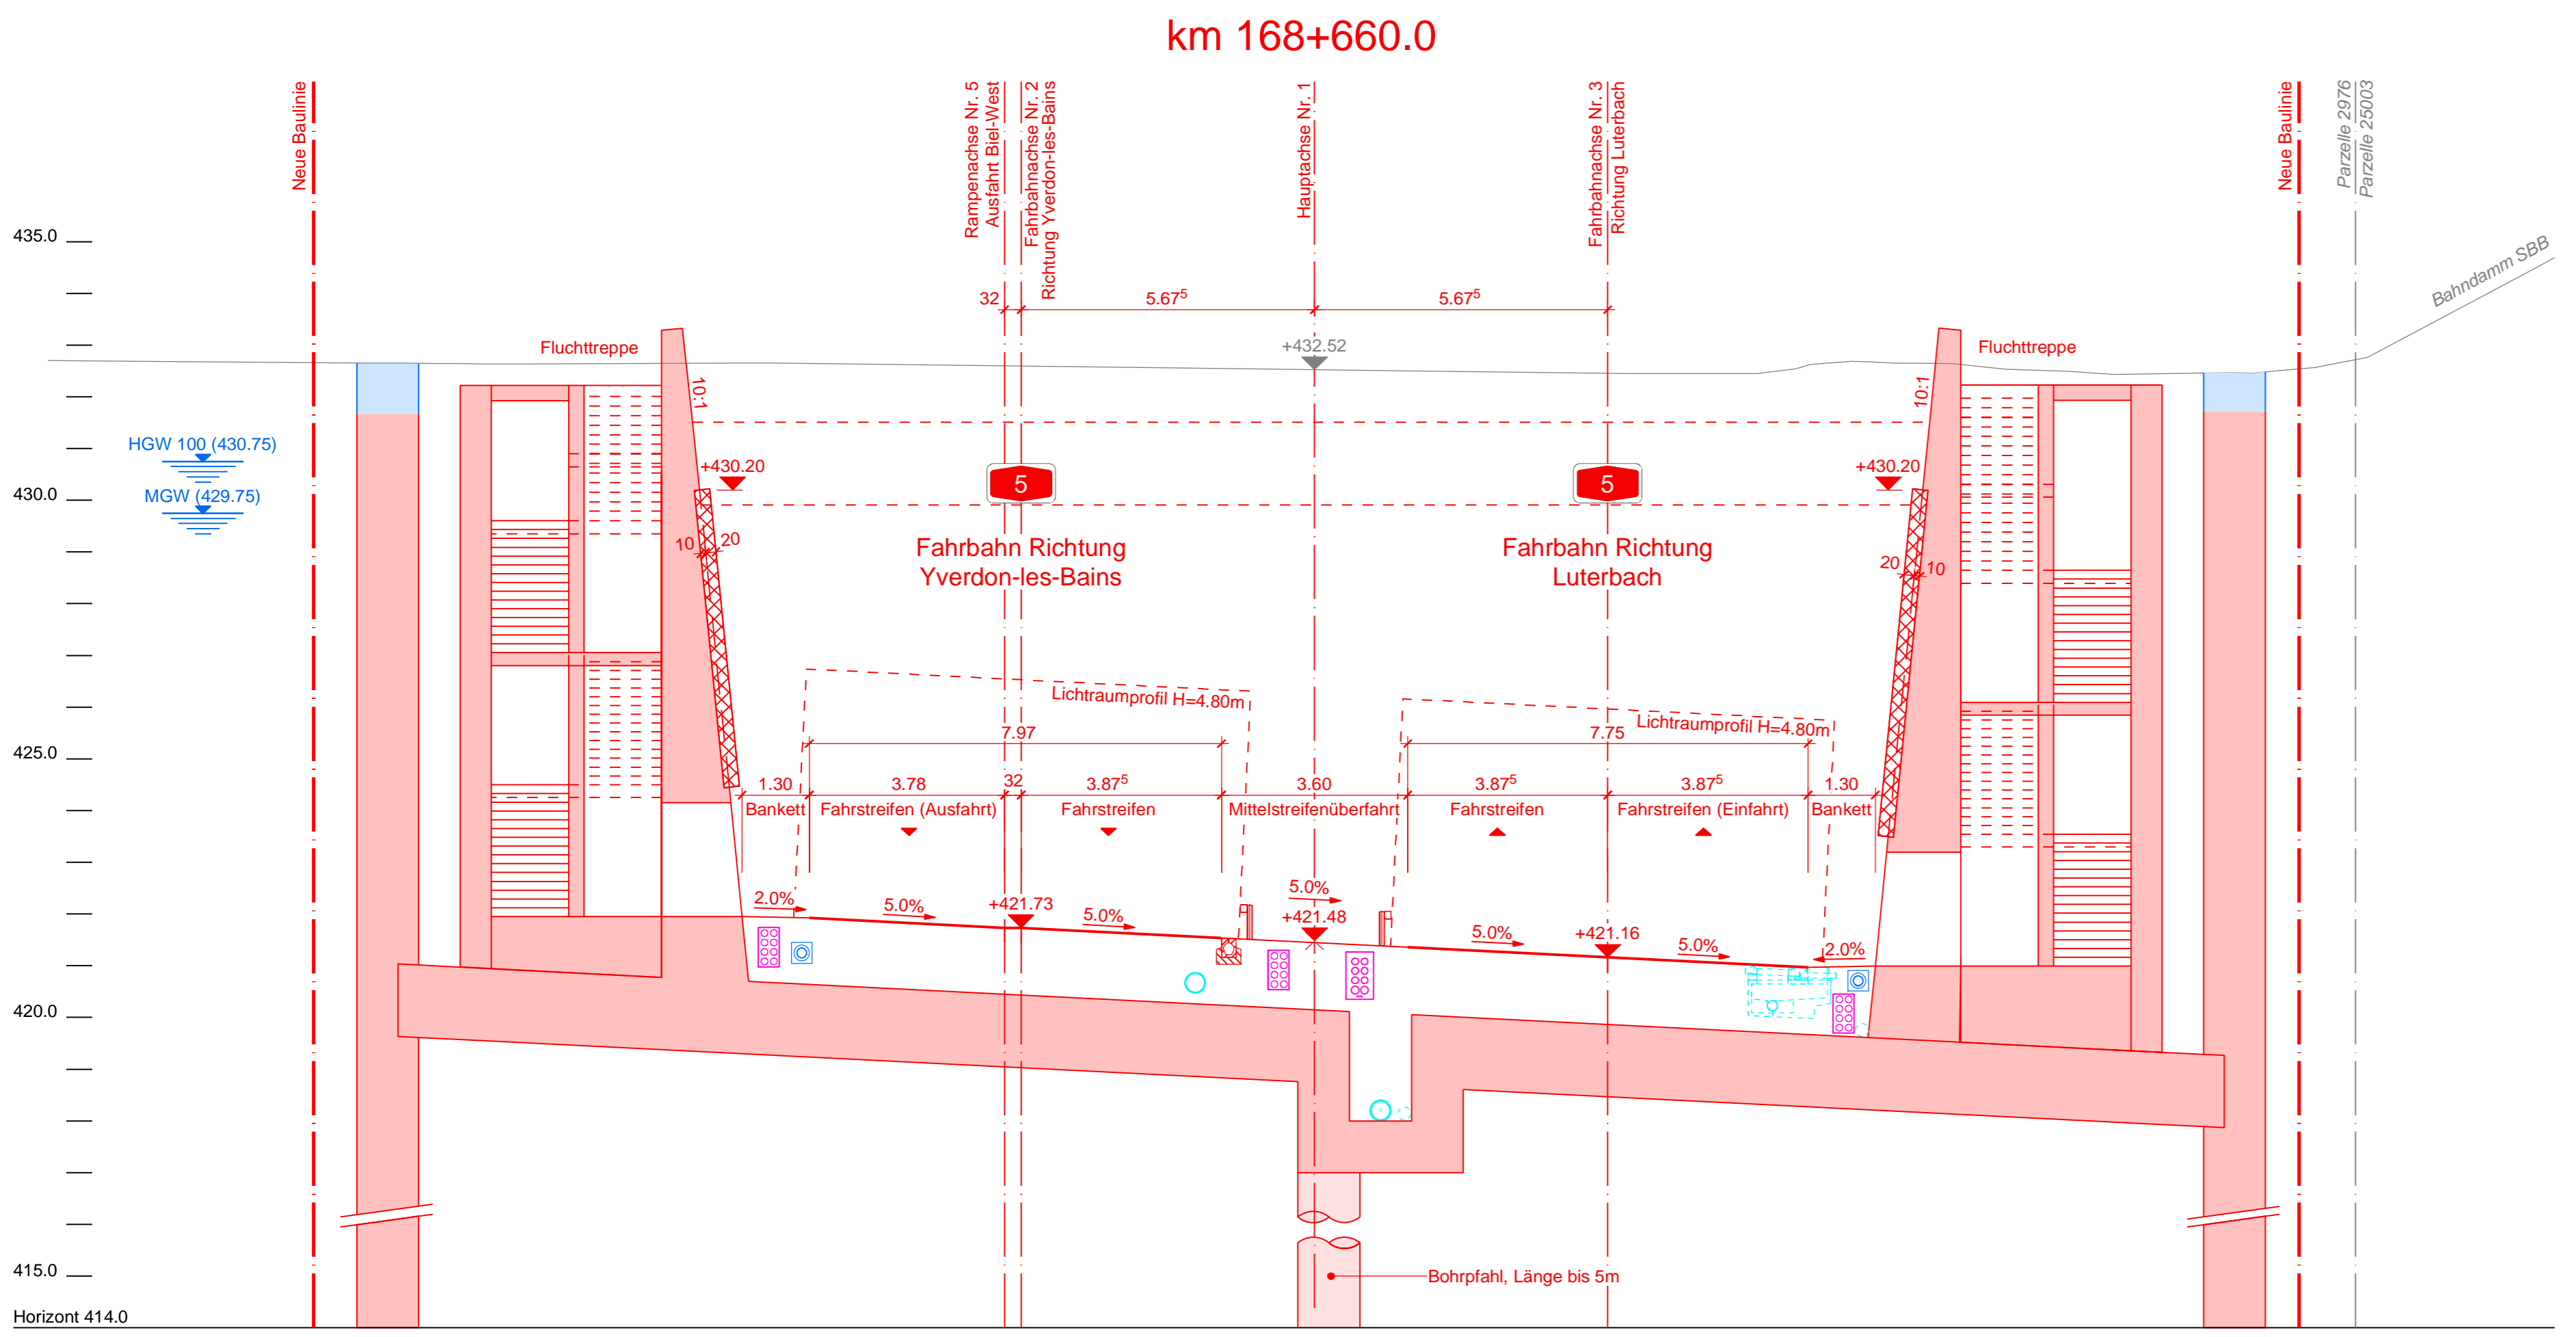 km 168+660.0
Neue Baulinie
Rampenachse Nr. 5
Ausfahrt Biel-West
Fahrbahnachse Nr. 2
Richtung Yverdon-les-Bains
Hauptachse Nr. 1
Fahrbahnachse Nr. 3
Richtung Luterbach
Neue Baulinie
Parzelle 2976
Parzelle 25003
435.0
Bahndamm SBB
32
5.67⁵
5.67⁵
Fluchttreppe
+432.52
Fluchttreppe
10:1
10:1
HGW 100 (430.75)
+430.20
5
5
+430.20
430.0
MGW (429.75)
10
20
Fahrbahn Richtung
Yverdon-les-Bains
Fahrbahn Richtung
Luterbach
20
10
Lichtraumprofil H=4.80m
Lichtraumprofil H=4.80m
7.97
7.75
425.0
1.30
3.78
32
3.87⁵
3.60
3.87⁵
3.87⁵
1.30
Bankett
Fahrstreifen (Ausfahrt)
Fahrstreifen
Mittelstreifenüberfahrt
Fahrstreifen
Fahrstreifen (Einfahrt)
Bankett
2.0%
5.0%
+421.73
5.0%
5.0%
+421.48
5.0%
+421.16
5.0%
2.0%
420.0
415.0
Bohrpfahl, Länge bis 5m
Horizont 414.0